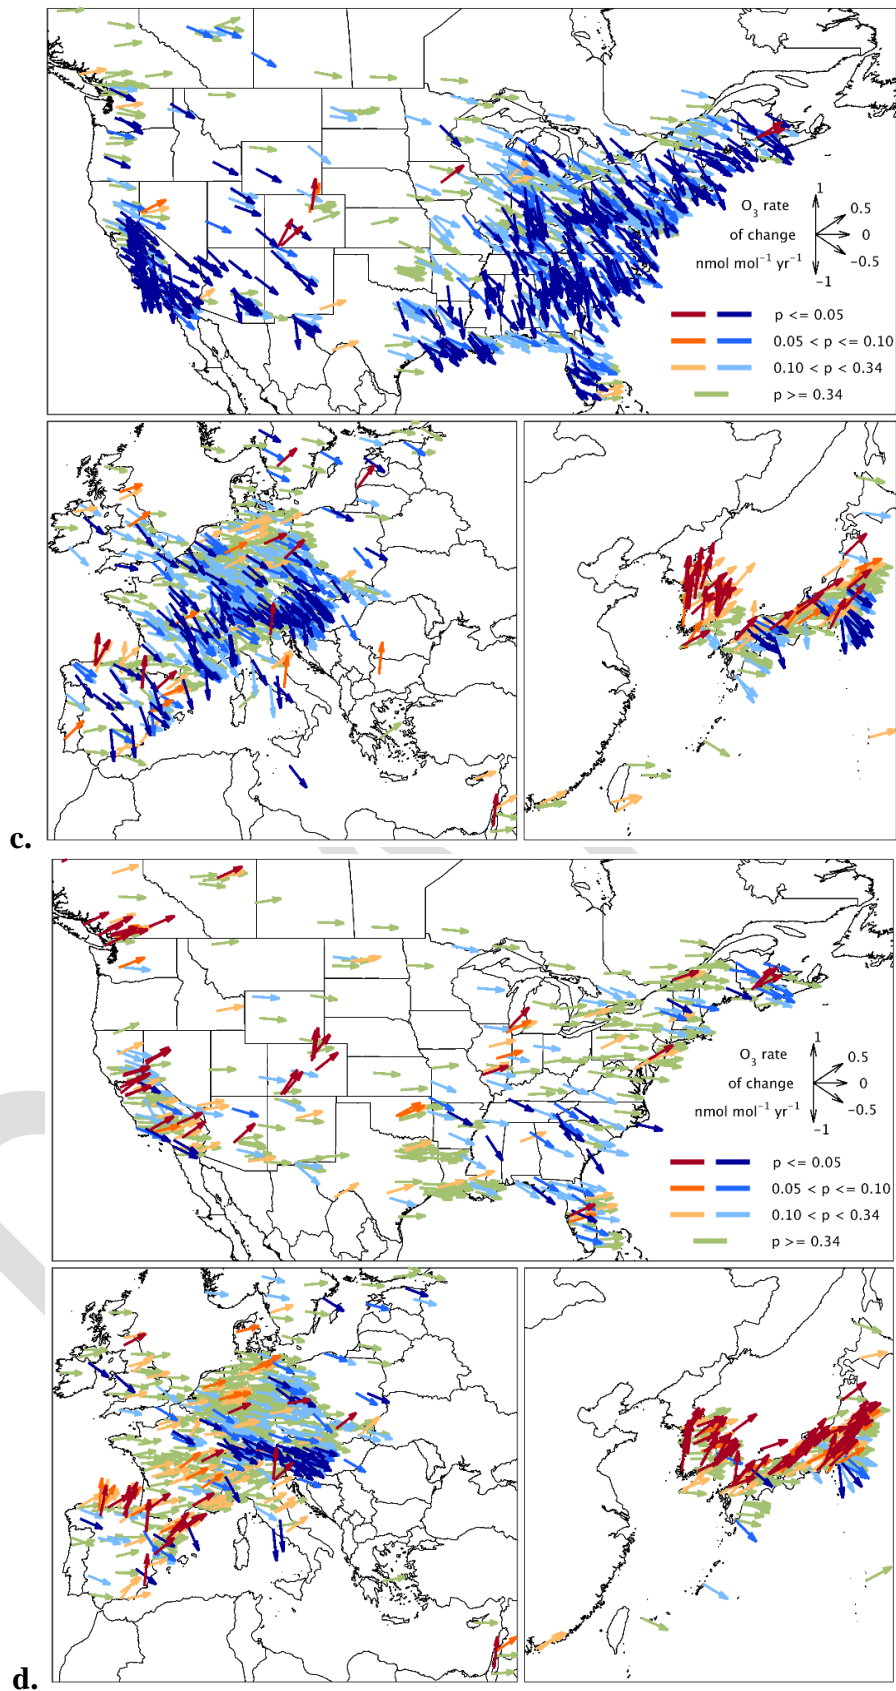 1
O₃ rate
0.5
of change
0
nmol mol⁻¹ yr⁻¹
−0.5
−1
p <= 0.05
0.05 < p <= 0.10
0.10 < p < 0.34
p >= 0.34
c.
1
O₃ rate
0.5
of change
0
nmol mol⁻¹ yr⁻¹
−0.5
−1
p <= 0.05
0.05 < p <= 0.10
0.10 < p < 0.34
p >= 0.34
d.